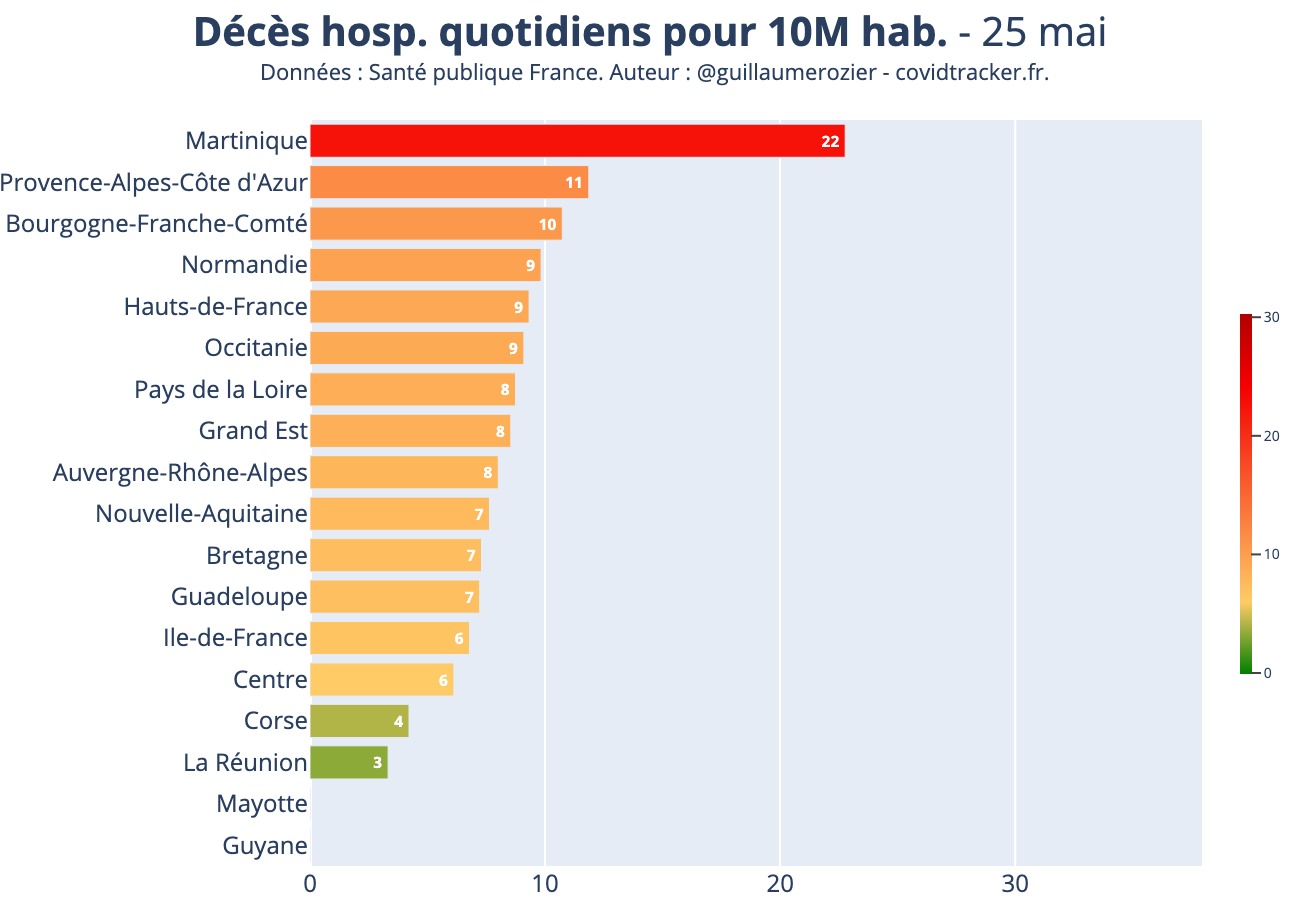 Décès hosp. quotidiens pour 10M hab. - 25 mai
Données : Santé publique France. Auteur : @guillaumerozier - covidtracker.fr.
Martinique 22
Provence-Alpes-Côte d'Azur 11
Bourgogne-Franche-Comté 10
Normandie 9
Hauts-de-France 9
Occitanie 9
Pays de la Loire 8
Grand Est 8
Auvergne-Rhône-Alpes 8
Nouvelle-Aquitaine 7
Bretagne 7
Guadeloupe 7
Ile-de-France 6
Centre 6
Corse 4
La Réunion 3
Mayotte
Guyane
0 10 20 30
30
20
10
0